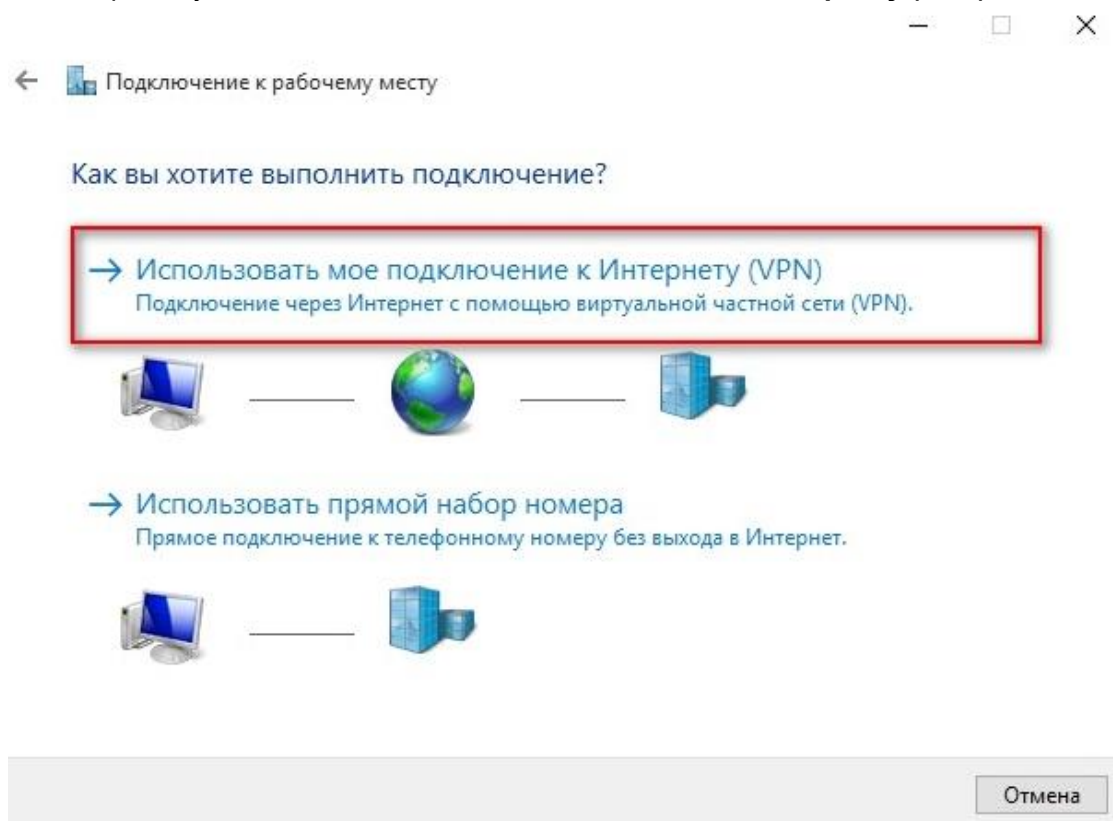 Подключение к рабочему месту
Как вы хотите выполнить подключение?
Использовать мое подключение к Интернету (VPN)
Подключение через Интернет с помощью виртуальной частной сети (VPN).
Использовать прямой набор номера
Прямое подключение к телефонному номеру без выхода в Интернет.
Отмена